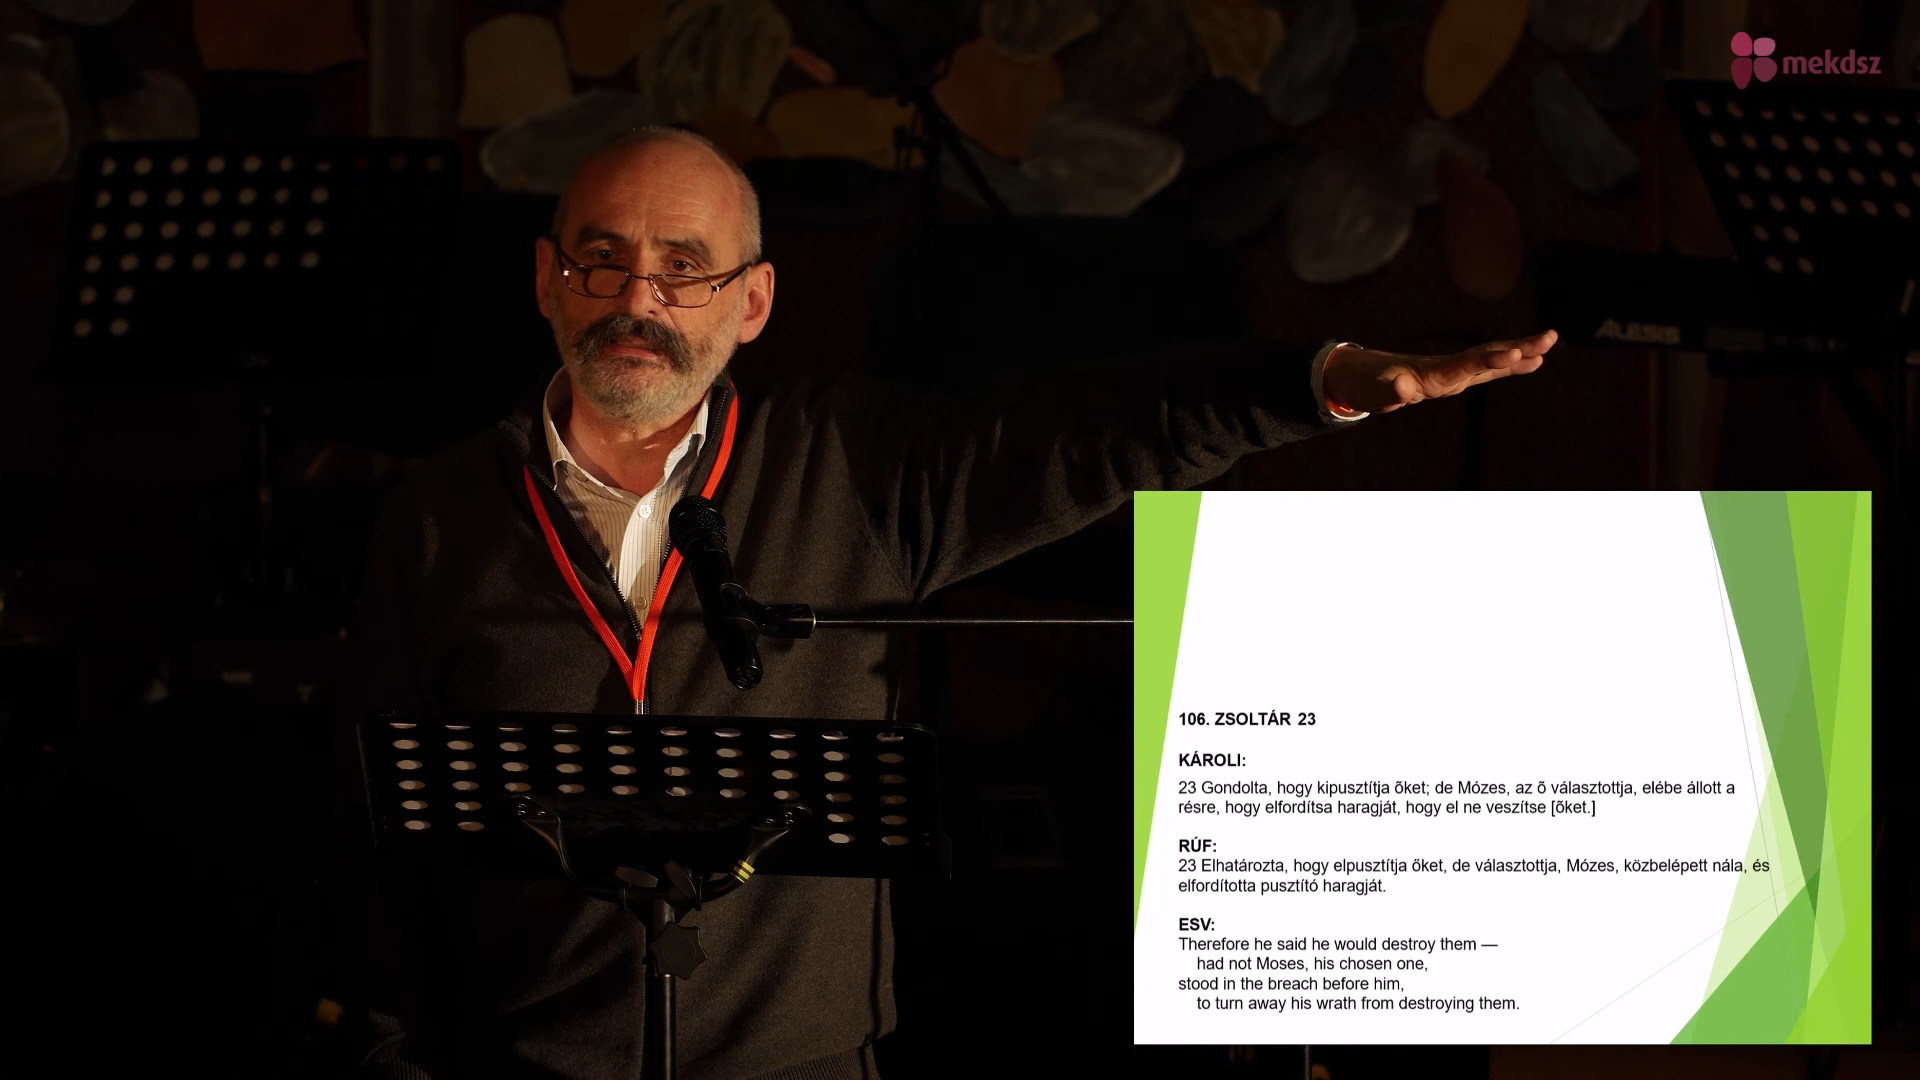 mekdsz
ALESIS
106. ZSOLTÁR 23
KÁROLI:
23 Gondolta, hogy kipusztítja õket; de Mózes, az õ választottja, elébe állott a
résre, hogy elfordítsa haragját, hogy el ne veszítse [õket.]
RÚF:
23 Elhatározta, hogy elpusztítja őket, de választottja, Mózes, közbelépett nála, és
elfordította pusztító haragját.
ESV:
Therefore he said he would destroy them —
had not Moses, his chosen one,
stood in the breach before him,
to turn away his wrath from destroying them.